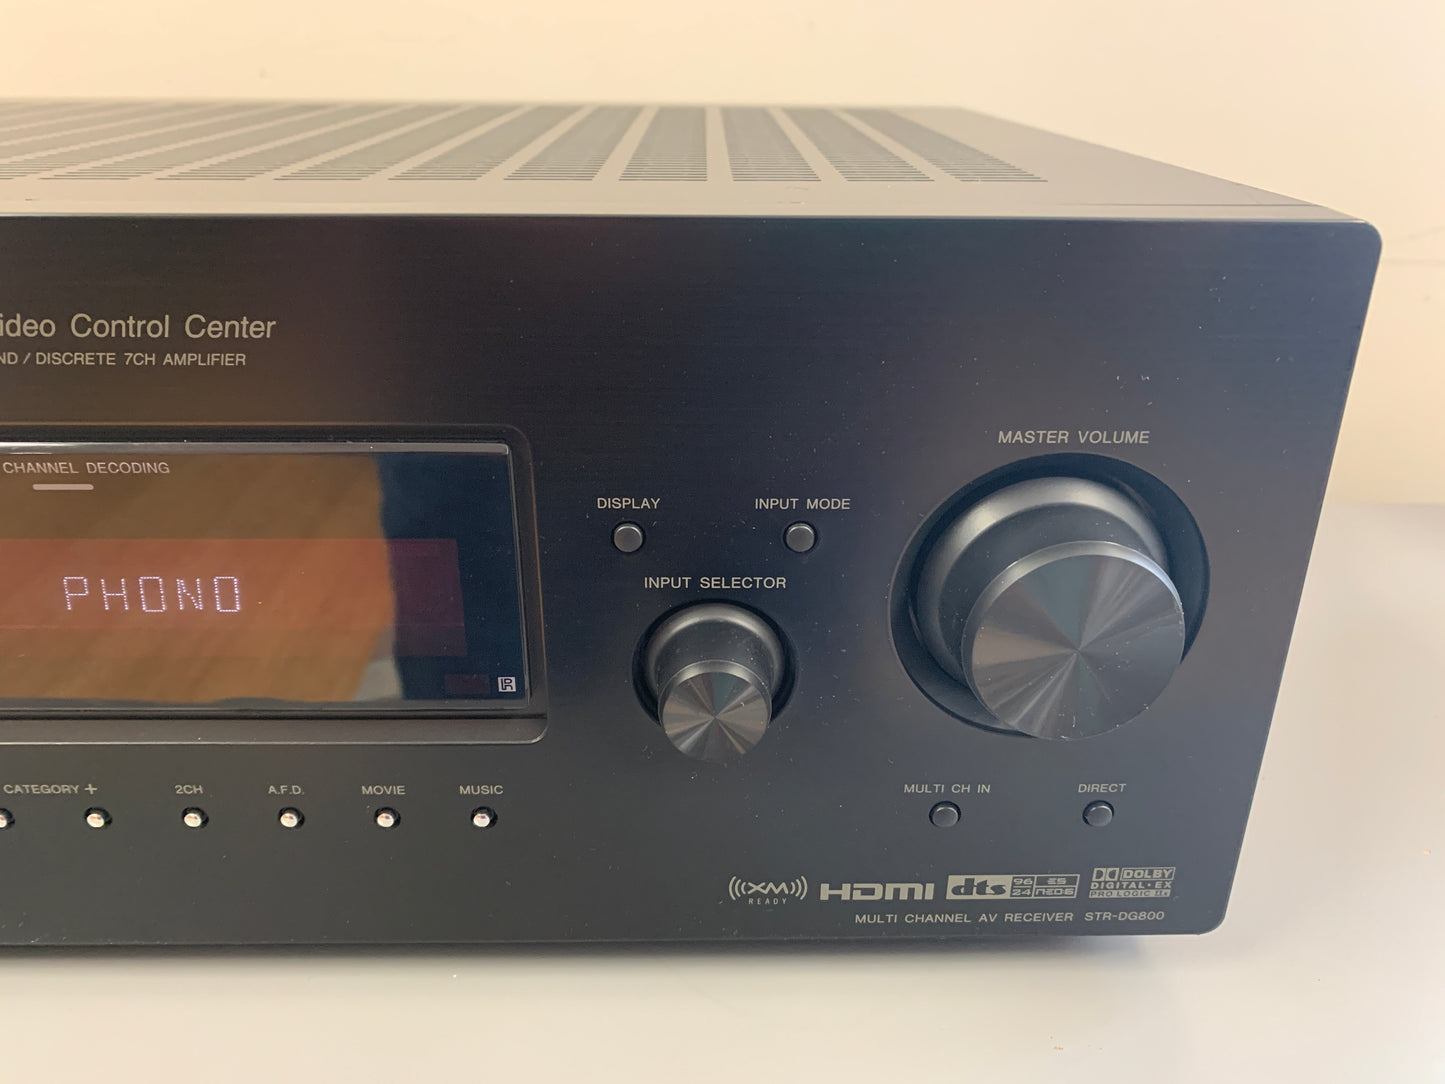 ideo Control Center
ND / DISCRETE 7CH AMPLIFIER
CHANNEL DECODING
PHONO
DISPLAY
INPUT MODE
INPUT SELECTOR
MASTER VOLUME
CATEGORY +
2CH
A.F.D.
MOVIE
MUSIC
MULTI CH IN
DIRECT
XM READY
HDMI
dts 96 24 ES NEO:6
DOLBY
DIGITAL • EX
PRO LOGIC IIx
MULTI CHANNEL AV RECEIVER STR-DG800